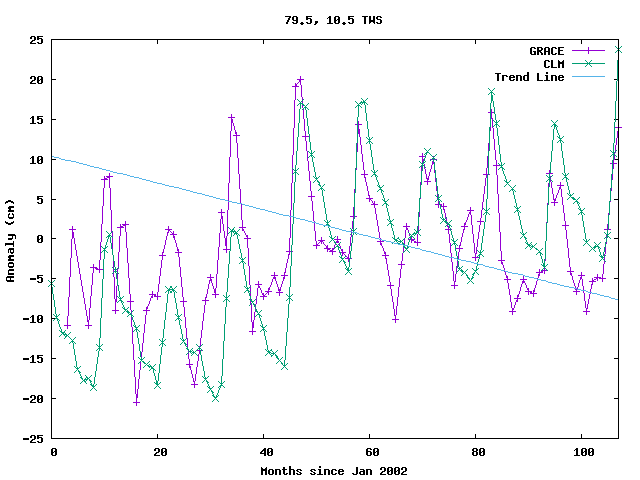 79.5, 10.5 TWS
GRACE
CLM
Trend Line
Anomaly (cm)
25
20
15
10
5
0
-5
-10
-15
-20
-25
0 20 40 60 80 100
Months since Jan 2002